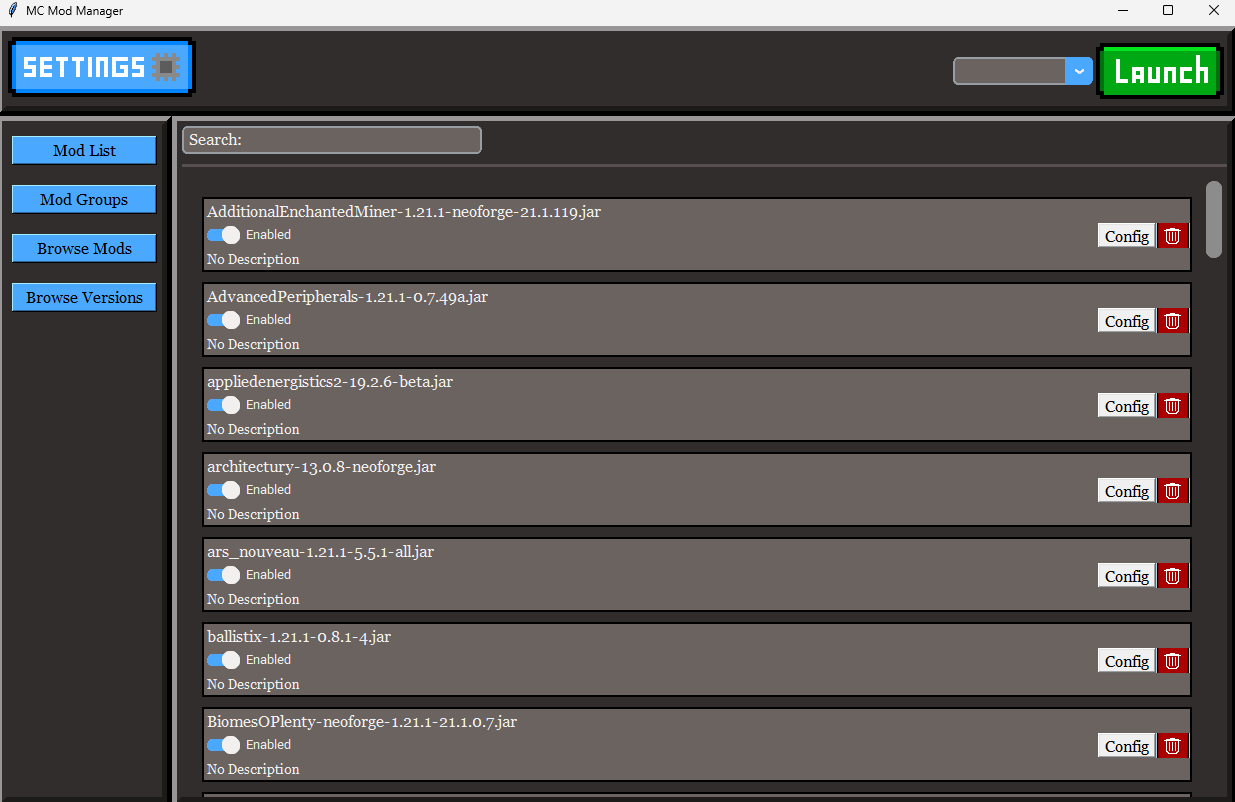 MC Mod Manager
SETTINGS
Launch
Mod List
Mod Groups
Browse Mods
Browse Versions
Search:
AdditionalEnchantedMiner-1.21.1-neoforge-21.1.119.jar
Enabled
Config
No Description
AdvancedPeripherals-1.21.1-0.7.49a.jar
Enabled
Config
No Description
appliedenergistics2-19.2.6-beta.jar
Enabled
Config
No Description
architectury-13.0.8-neoforge.jar
Enabled
Config
No Description
ars_nouveau-1.21.1-5.5.1-all.jar
Enabled
Config
No Description
ballistix-1.21.1-0.8.1-4.jar
Enabled
Config
No Description
BiomesOPlenty-neoforge-1.21.1-21.1.0.7.jar
Enabled
Config
No Description